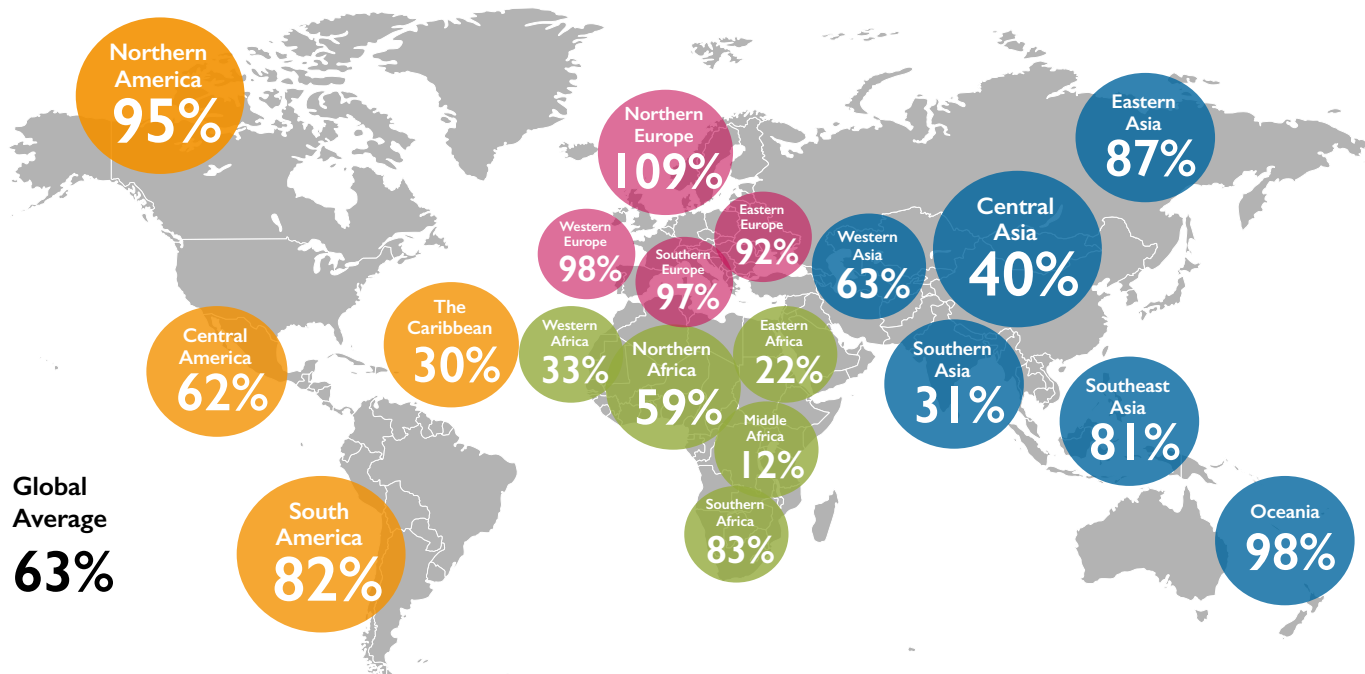 Northern
America
95%
Northern
Europe
109%
Eastern
Asia
87%
Western
Europe
98%
Southern
Europe
97%
Eastern
Europe
92%
Western
Asia
63%
Central
Asia
40%
Central
America
62%
The
Caribbean
30%
Western
Africa
33%
Northern
Africa
59%
Eastern
Africa
22%
Southern
Asia
31%
Southeast
Asia
81%
Middle
Africa
12%
Global
Average
63%
South
America
82%
Southern
Africa
83%
Oceania
98%